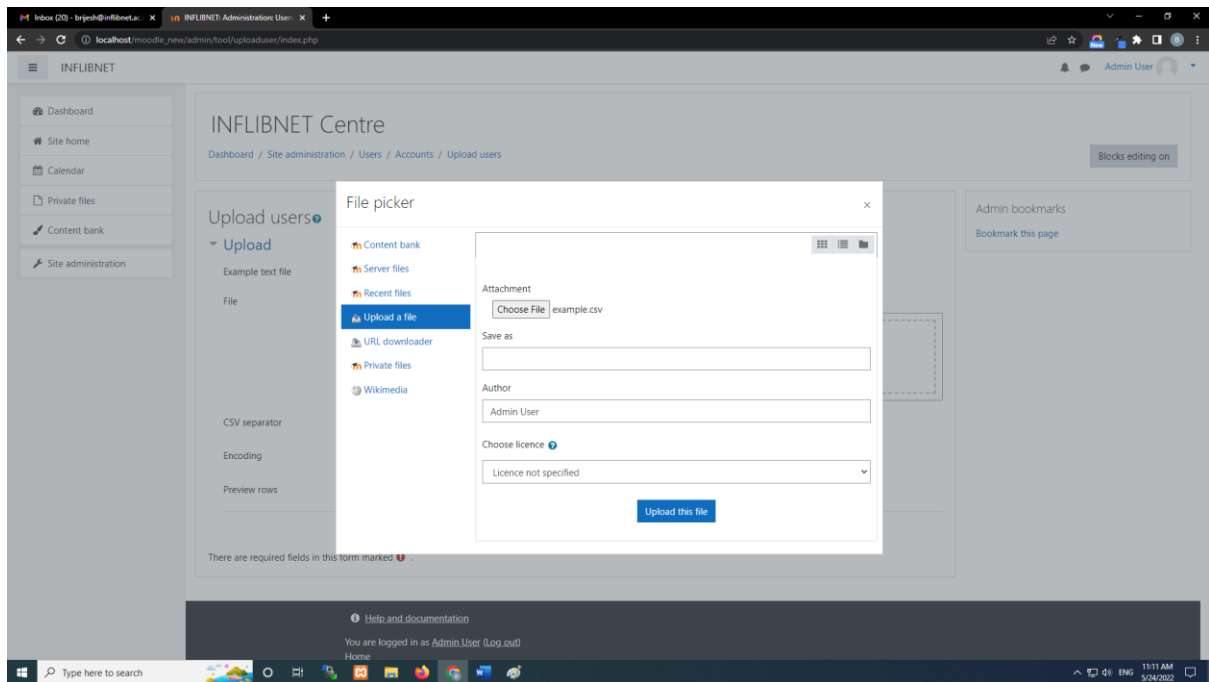 Inbox (20) - brijesh@inflibnet.ac. X
INFLIBNET: Administration: User: X +
localhost/moodle_new/admin/tool/uploaduser/index.php
New
B
INFLIBNET
Admin User
Dashboard
Site home
Calendar
Private files
Content bank
Site administration
INFLIBNET Centre
Dashboard / Site administration / Users / Accounts / Upload users
Blocks editing on
Upload users
Upload
Example text file
File
CSV separator
Encoding
Preview rows
There are required fields in this form marked .
File picker ×
Content bank
Server files
Recent files
Upload a file
URL downloader
Private files
Wikimedia
Attachment
Choose File example.csv
Save as
Author
Admin User
Choose licence
Licence not specified
Upload this file
Admin bookmarks
Bookmark this page
Help and documentation
You are logged in as Admin User (Log out)
Home
Type here to search
ENG
11:11 AM
5/24/2022